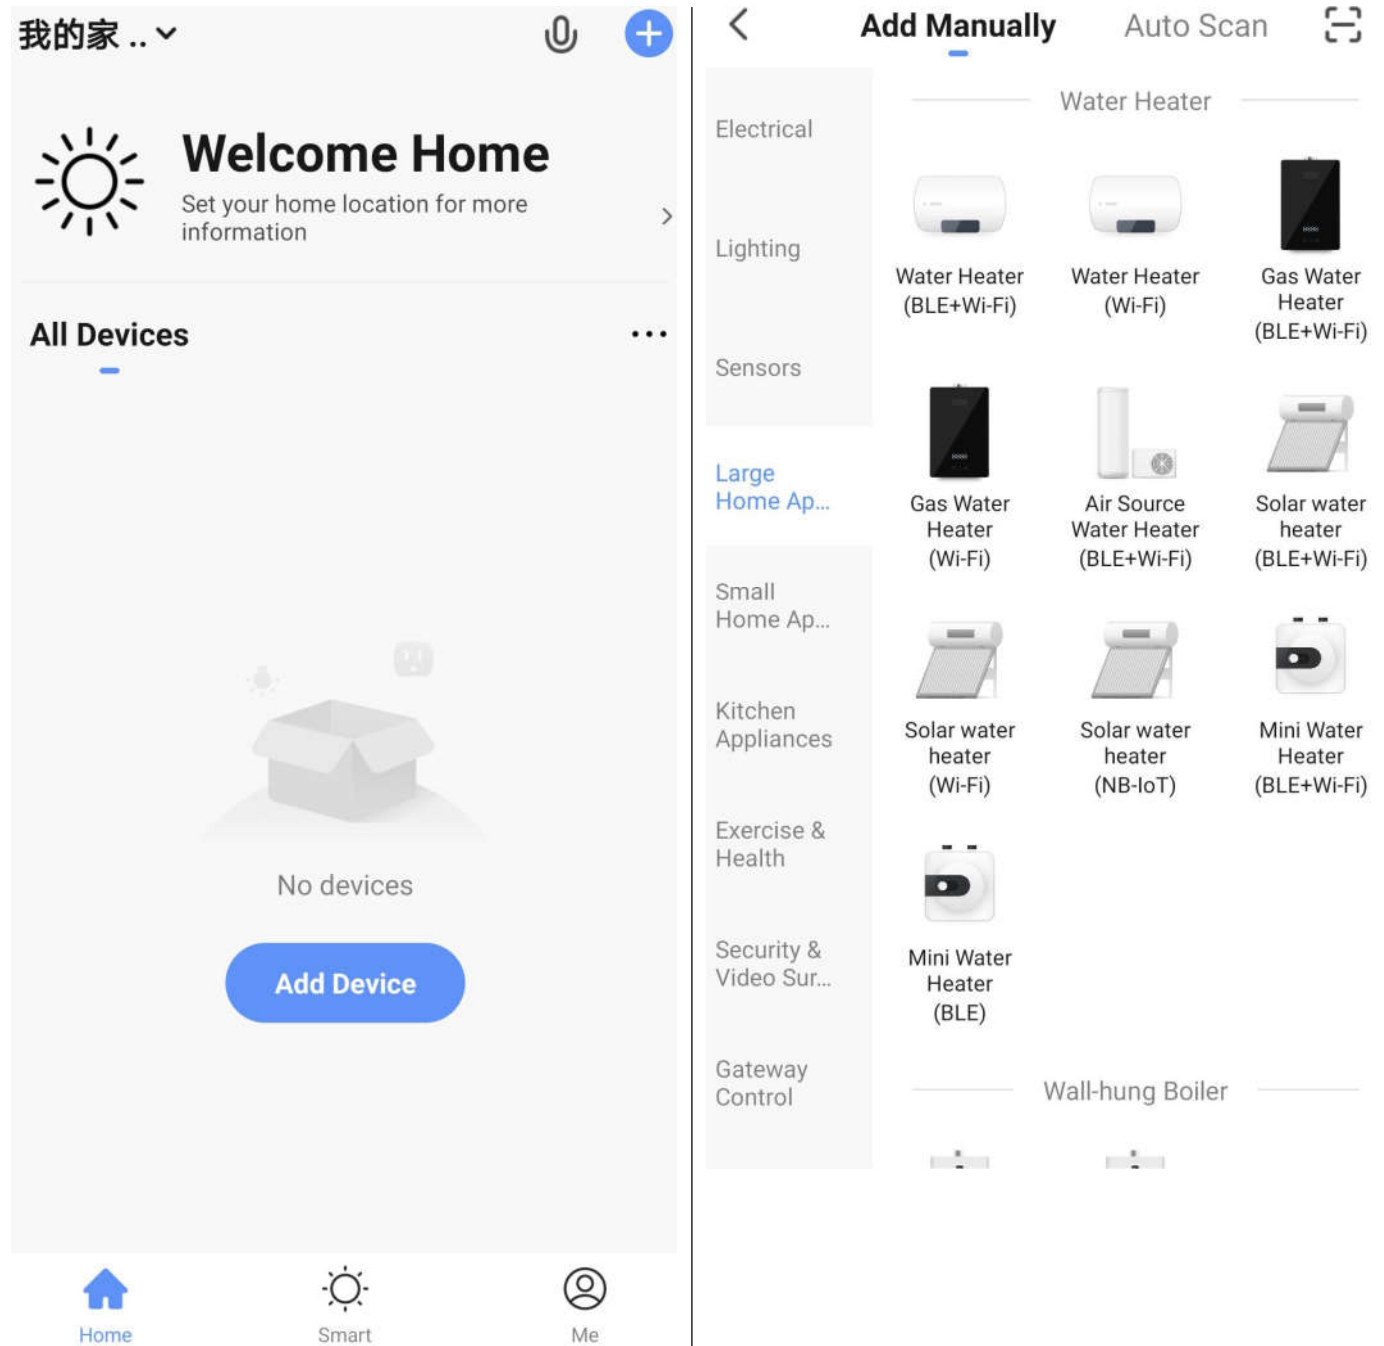 我的家 ..
Welcome Home
Set your home location for more
information
All Devices
No devices
Add Device
Home
Smart
Me
Add Manually
Auto Scan
Electrical
Lighting
Sensors
Large
Home Ap...
Small
Home Ap...
Kitchen
Appliances
Exercise &
Health
Security &
Video Sur...
Gateway
Control
Water Heater
Water Heater
(BLE+Wi-Fi)
Water Heater
(Wi-Fi)
Gas Water
Heater
(BLE+Wi-Fi)
Gas Water
Heater
(Wi-Fi)
Air Source
Water Heater
(BLE+Wi-Fi)
Solar water
heater
(BLE+Wi-Fi)
Solar water
heater
(Wi-Fi)
Solar water
heater
(NB-IoT)
Mini Water
Heater
(BLE+Wi-Fi)
Mini Water
Heater
(BLE)
Wall-hung Boiler